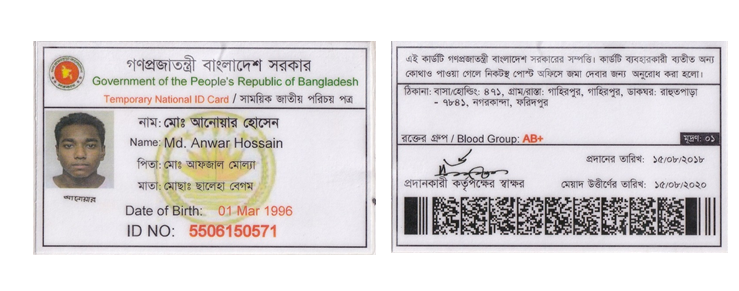 গণপ্রজাতন্ত্রী বাংলাদেশ সরকার
Government of the People's Republic of Bangladesh
Temporary National ID Card / সাময়িক জাতীয় পরিচয় পত্র
নাম: মোঃ আনোয়ার হোসেন
Name: Md. Anwar Hossain
পিতা: মোঃ আফজাল মোল্যা
মাতা: মোছাঃ ছালেহা বেগম
Date of Birth: 01 Mar 1996
ID NO: 5506150571
এই কার্ডটি গণপ্রজাতন্ত্রী বাংলাদেশ সরকারের সম্পত্তি। কার্ডটি ব্যবহারকারী ব্যতীত অন্য
কোথাও পাওয়া গেলে নিকটস্থ পোস্ট অফিসে জমা দেবার জন্য অনুরোধ করা হলো।
ঠিকানা: বাসা/হোল্ডিং: ৪৭১, গ্রাম/রাস্তা: গাহিরপুর, গাহিরপুর, ডাকঘর: রাহুতপাড়া
- ৭৮৪১, নগরকান্দা, ফরিদপুর
রক্তের গ্রুপ / Blood Group: AB+ মুদ্রণ: ০১
প্রদানের তারিখ: ১৫/০৮/২০১৮
প্রদানকারী কর্তৃপক্ষের স্বাক্ষর মেয়াদ উত্তীর্ণের তারিখ: ১৫/০৮/২০২০